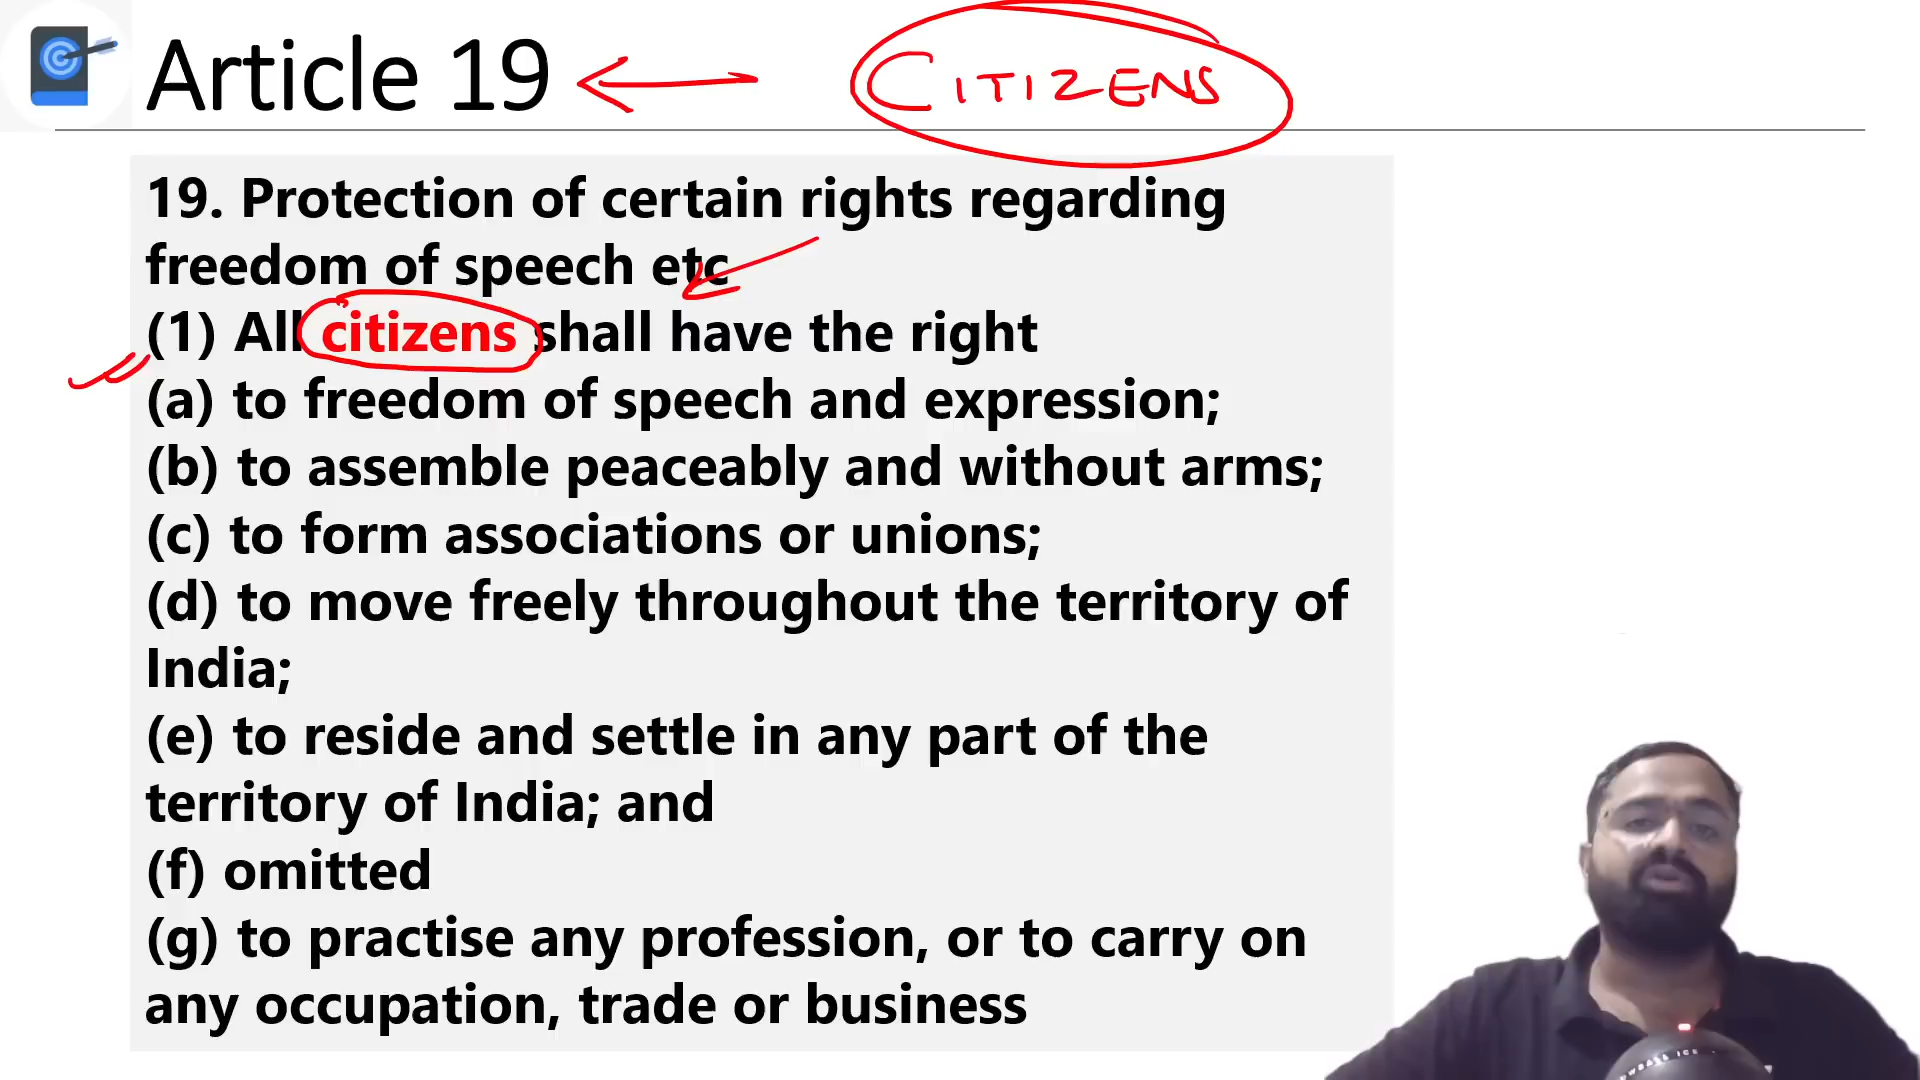 Article 19
CITIZENS
19. Protection of certain rights regarding
freedom of speech etc
(1) All citizens shall have the right
(a) to freedom of speech and expression;
(b) to assemble peaceably and without arms;
(c) to form associations or unions;
(d) to move freely throughout the territory of
India;
(e) to reside and settle in any part of the
territory of India; and
(f) omitted
(g) to practise any profession, or to carry on
any occupation, trade or business